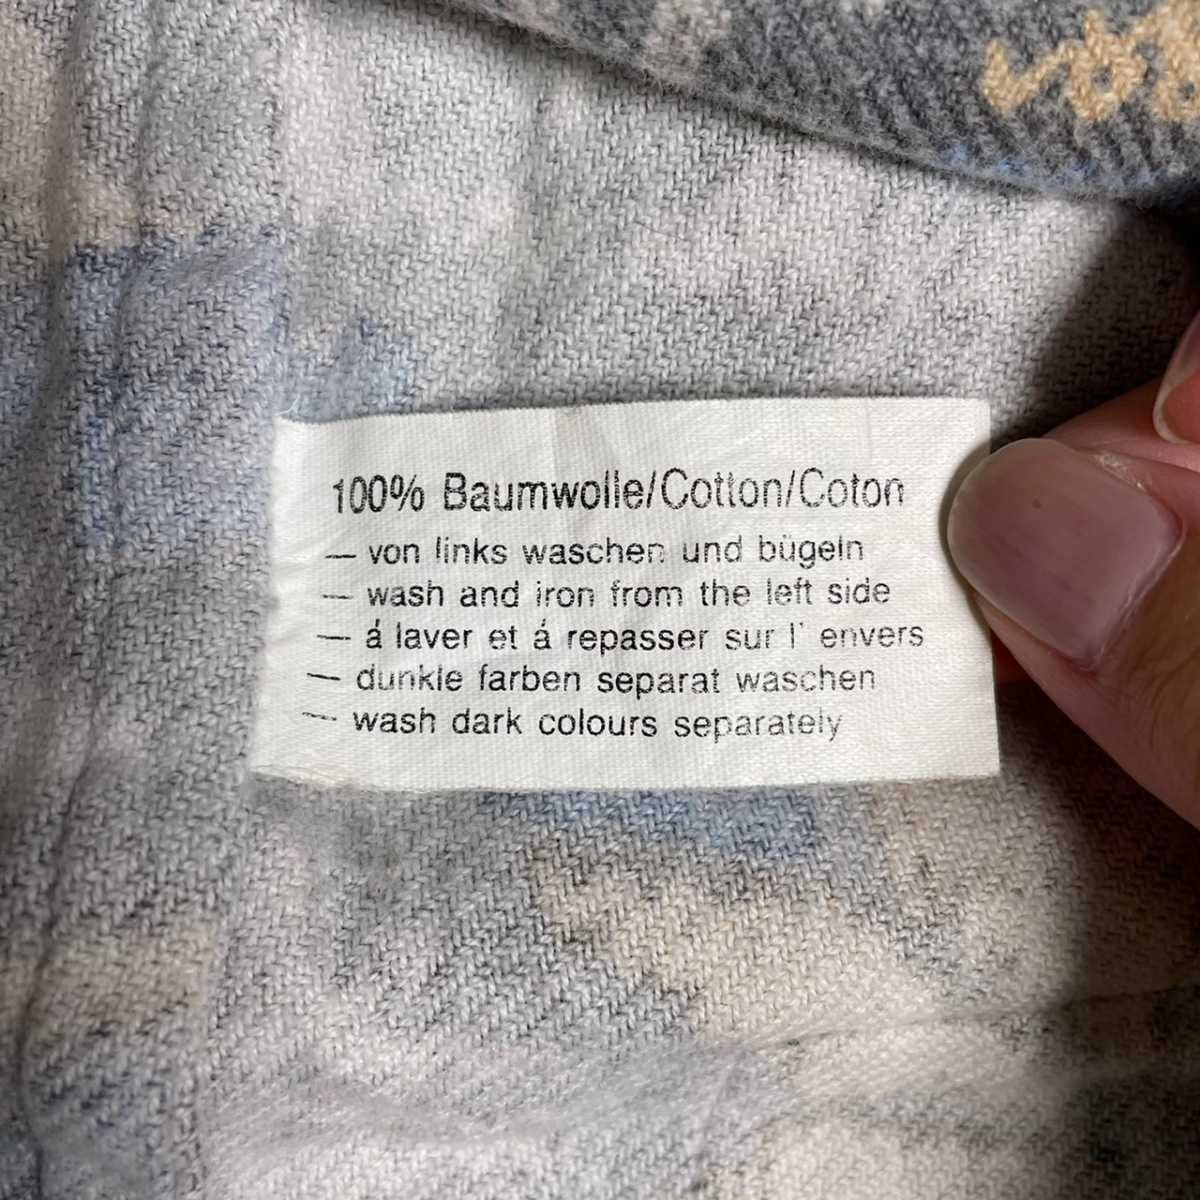 100% Baumwolle/Cotton/Coton
— von links waschen und bügeln
— wash and iron from the left side
— á laver et á repasser sur l' envers
— dunkle farben separat waschen
— wash dark colours separately